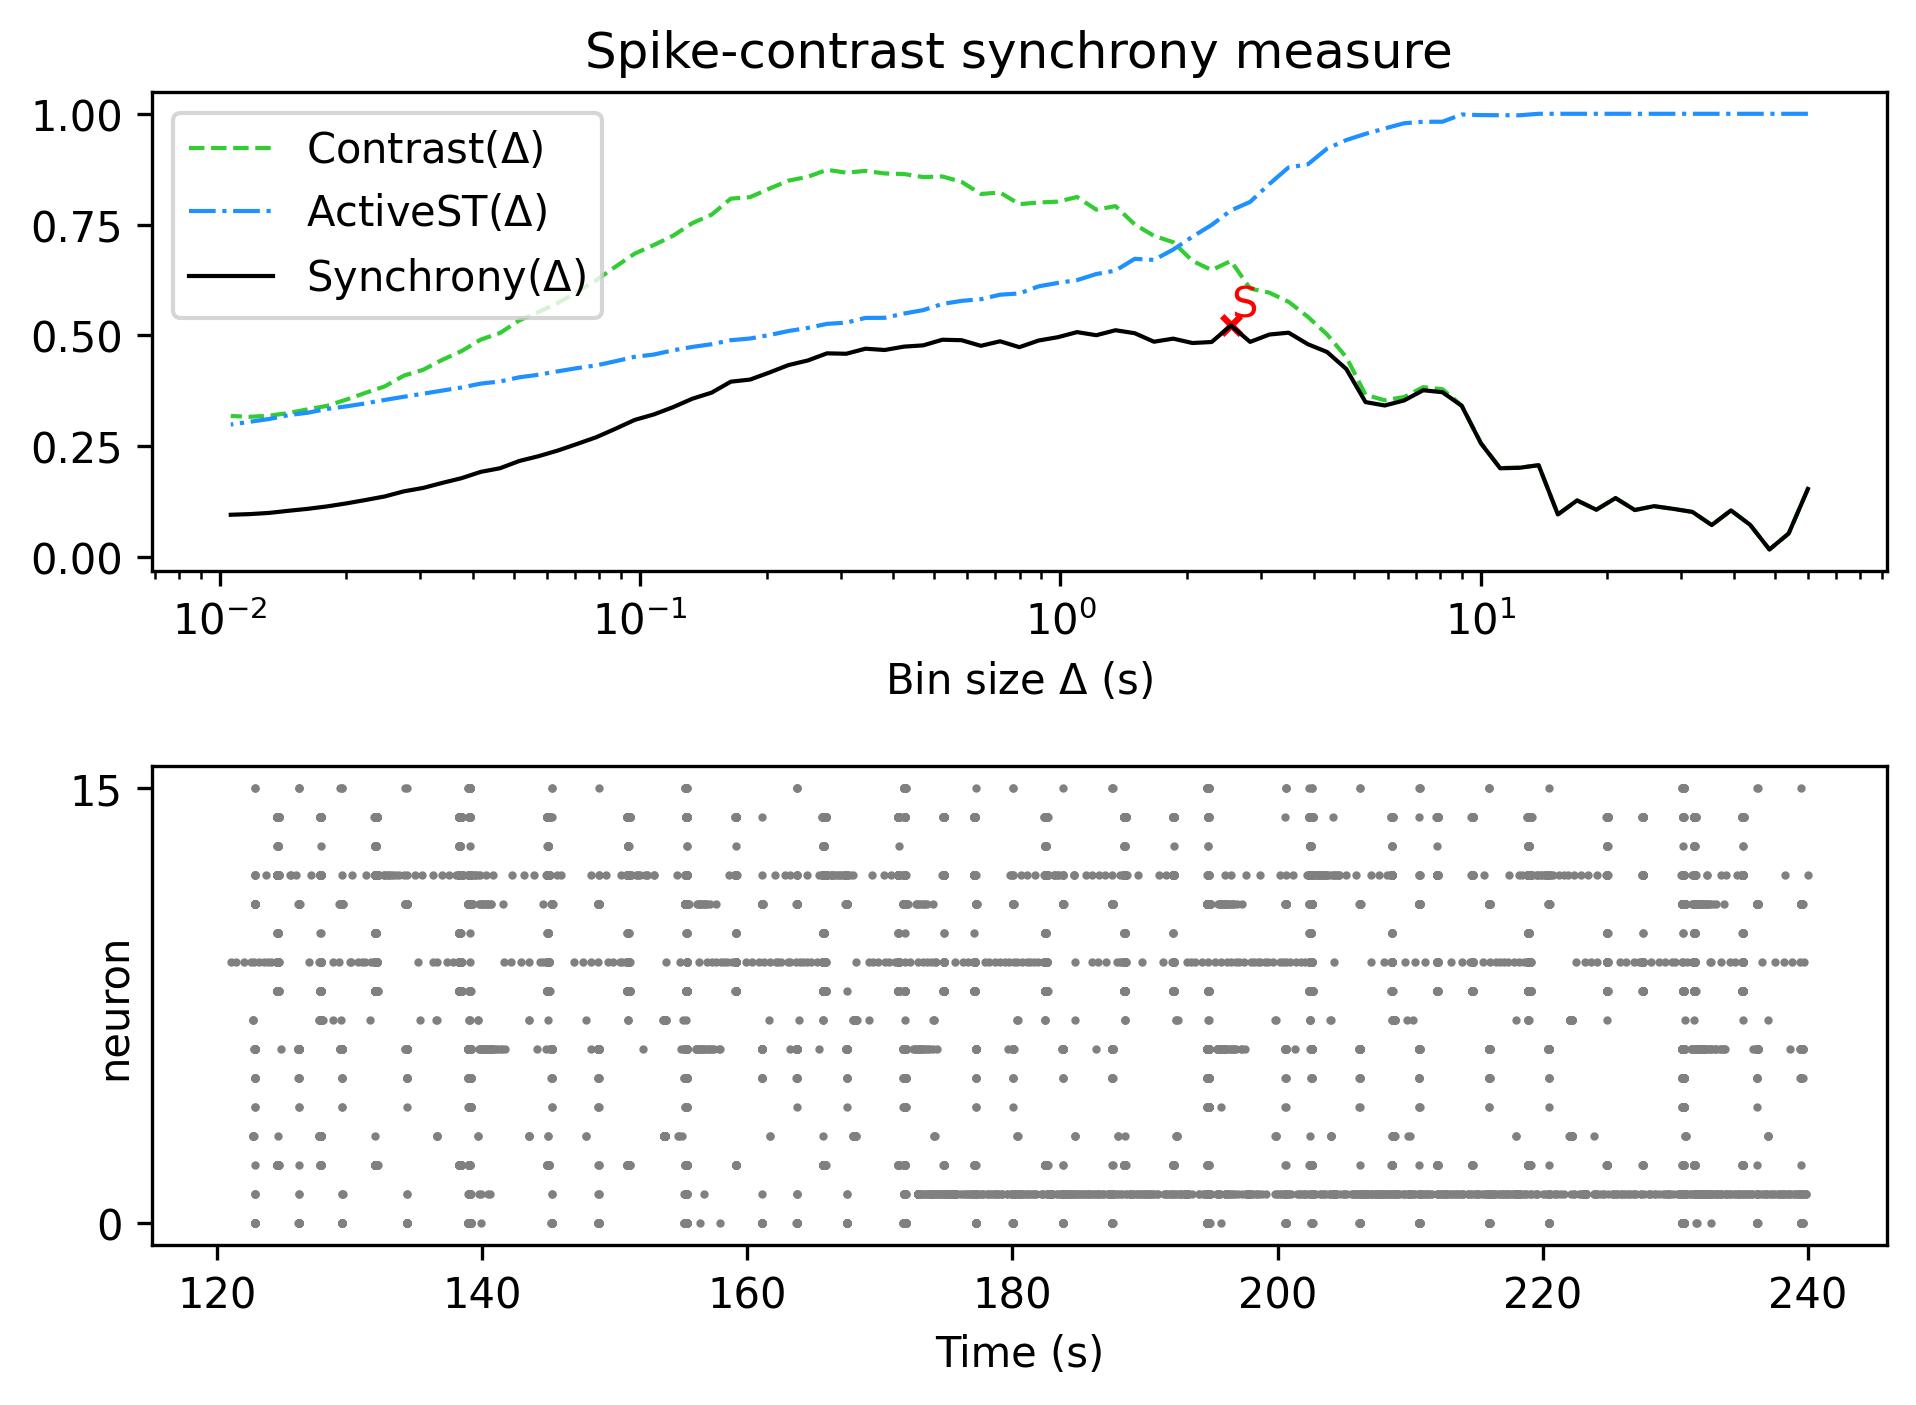 Spike-contrast synchrony measure
1.00
0.75
0.50
0.25
0.00
Contrast(Δ)
ActiveST(Δ)
Synchrony(Δ)
S
10⁻² 10⁻¹ 10⁰ 10¹
Bin size Δ (s)
15
0
neuron
120 140 160 180 200 220 240
Time (s)